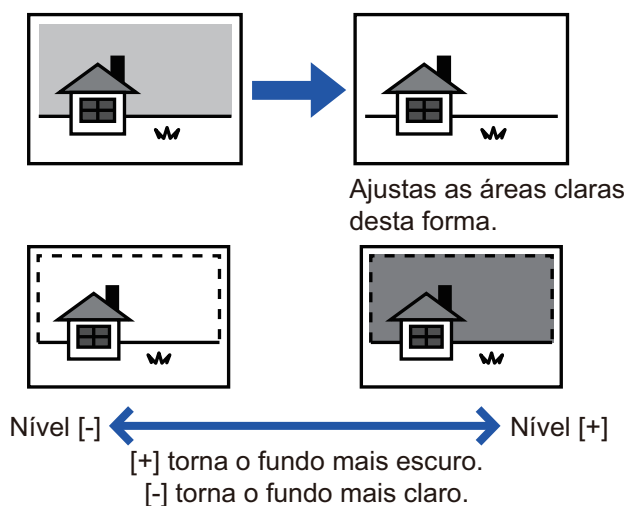 Ajustas as áreas claras
desta forma.
Nível [-]
Nível [+]
[+] torna o fundo mais escuro.
[-] torna o fundo mais claro.